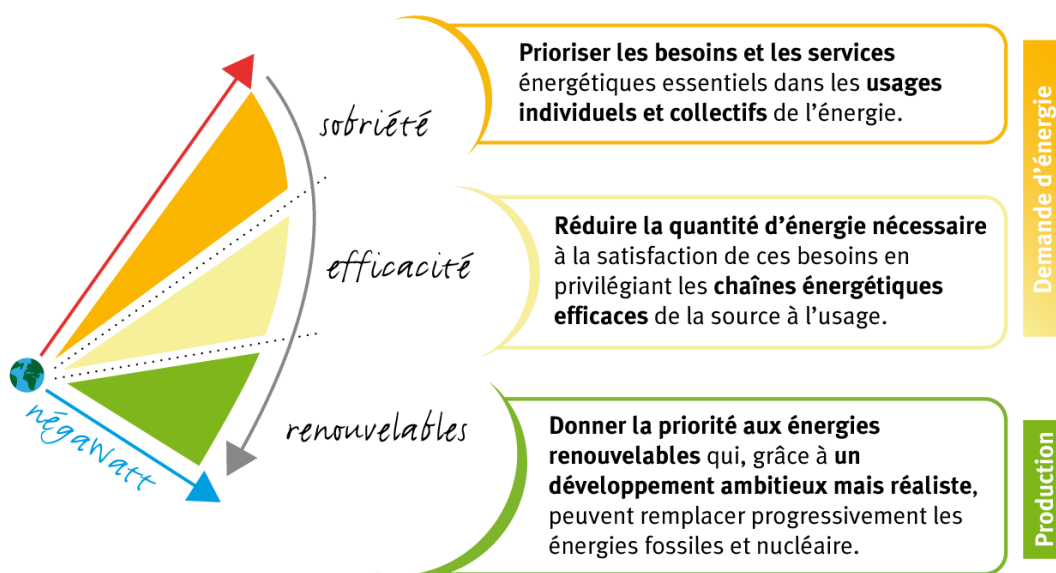 sobriété
Prioriser les besoins et les services
énergétiques essentiels dans les usages
individuels et collectifs de l'énergie.
efficacité
Réduire la quantité d'énergie nécessaire
à la satisfaction de ces besoins en
privilégiant les chaînes énergétiques
efficaces de la source à l'usage.
Demande d'énergie
renouvelables
Donner la priorité aux énergies
renouvelables qui, grâce à un
développement ambitieux mais réaliste,
peuvent remplacer progressivement les
énergies fossiles et nucléaire.
Production
négaWatt